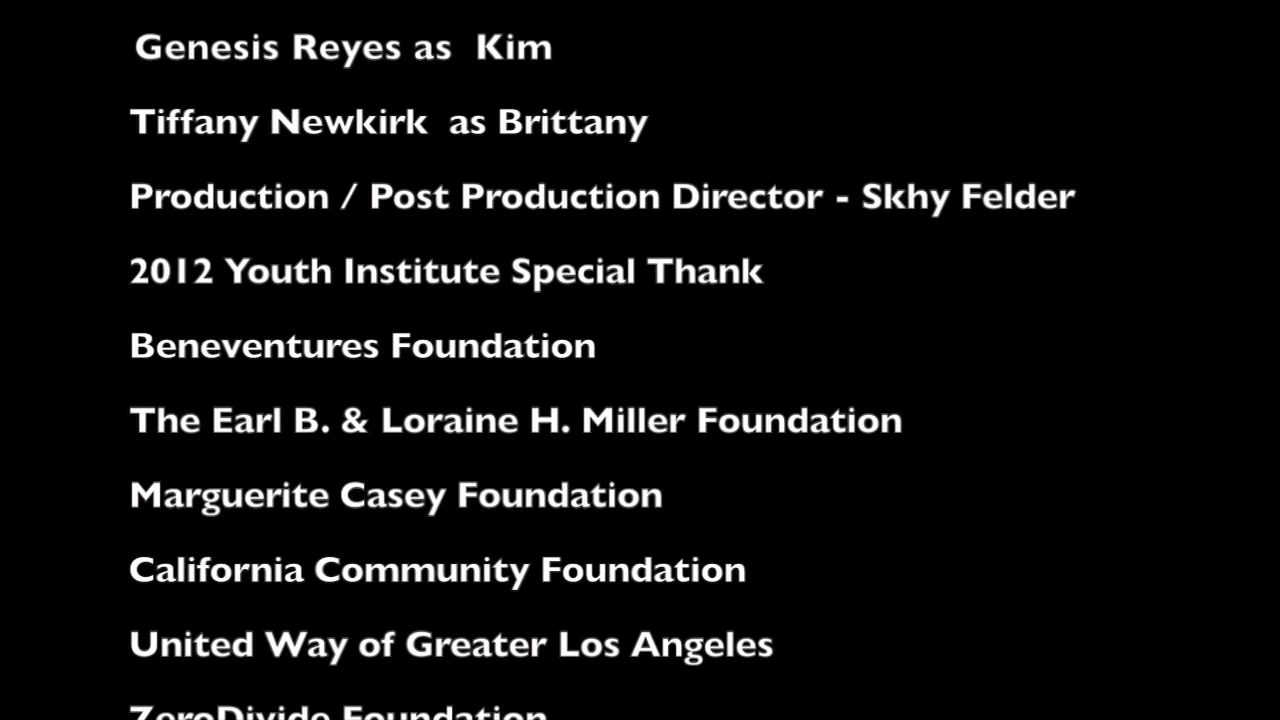 Genesis Reyes as  Kim
Tiffany Newkirk  as Brittany
Production / Post Production Director - Skhy Felder
2012 Youth Institute Special Thank
Beneventures Foundation
The Earl B. & Loraine H. Miller Foundation
Marguerite Casey Foundation
California Community Foundation
United Way of Greater Los Angeles
ZeroDivide Foundation